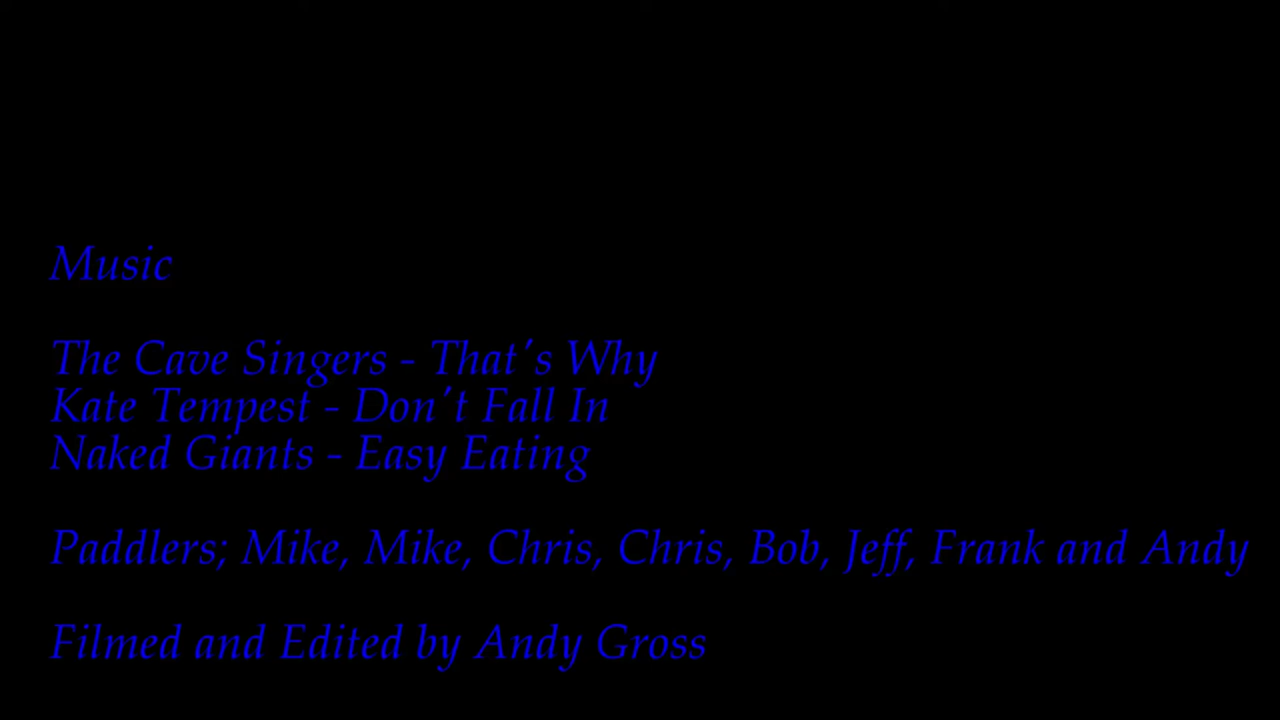 Music
The Cave Singers - That's Why
Kate Tempest - Don't Fall In
Naked Giants - Easy Eating
Paddlers; Mike, Mike, Chris, Chris, Bob, Jeff, Frank and Andy
Filmed and Edited by Andy Gross